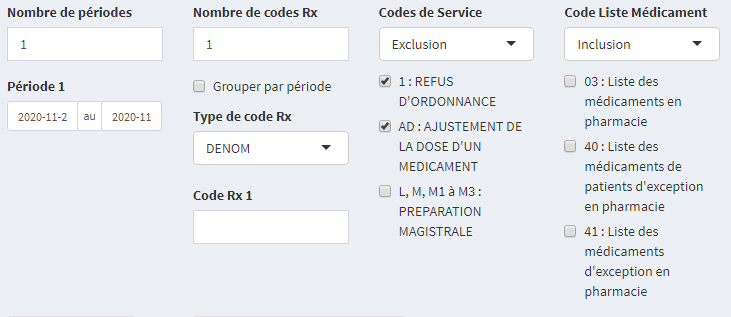 Nombre de périodes
1
Période 1
2020-11-2 au 2020-11
Nombre de codes Rx
1
Grouper par période
Type de code Rx
DENOM
Code Rx 1
Codes de Service
Exclusion
1 : REFUS
D'ORDONNANCE
AD : AJUSTEMENT DE
LA DOSE D'UN
MEDICAMENT
L, M, M1 à M3 :
PREPARATION
MAGISTRALE
Code Liste Médicament
Inclusion
03 : Liste des
médicaments en
pharmacie
40 : Liste des
médicaments de
patients d'exception
en pharmacie
41 : Liste des
médicaments
d'exception en
pharmacie